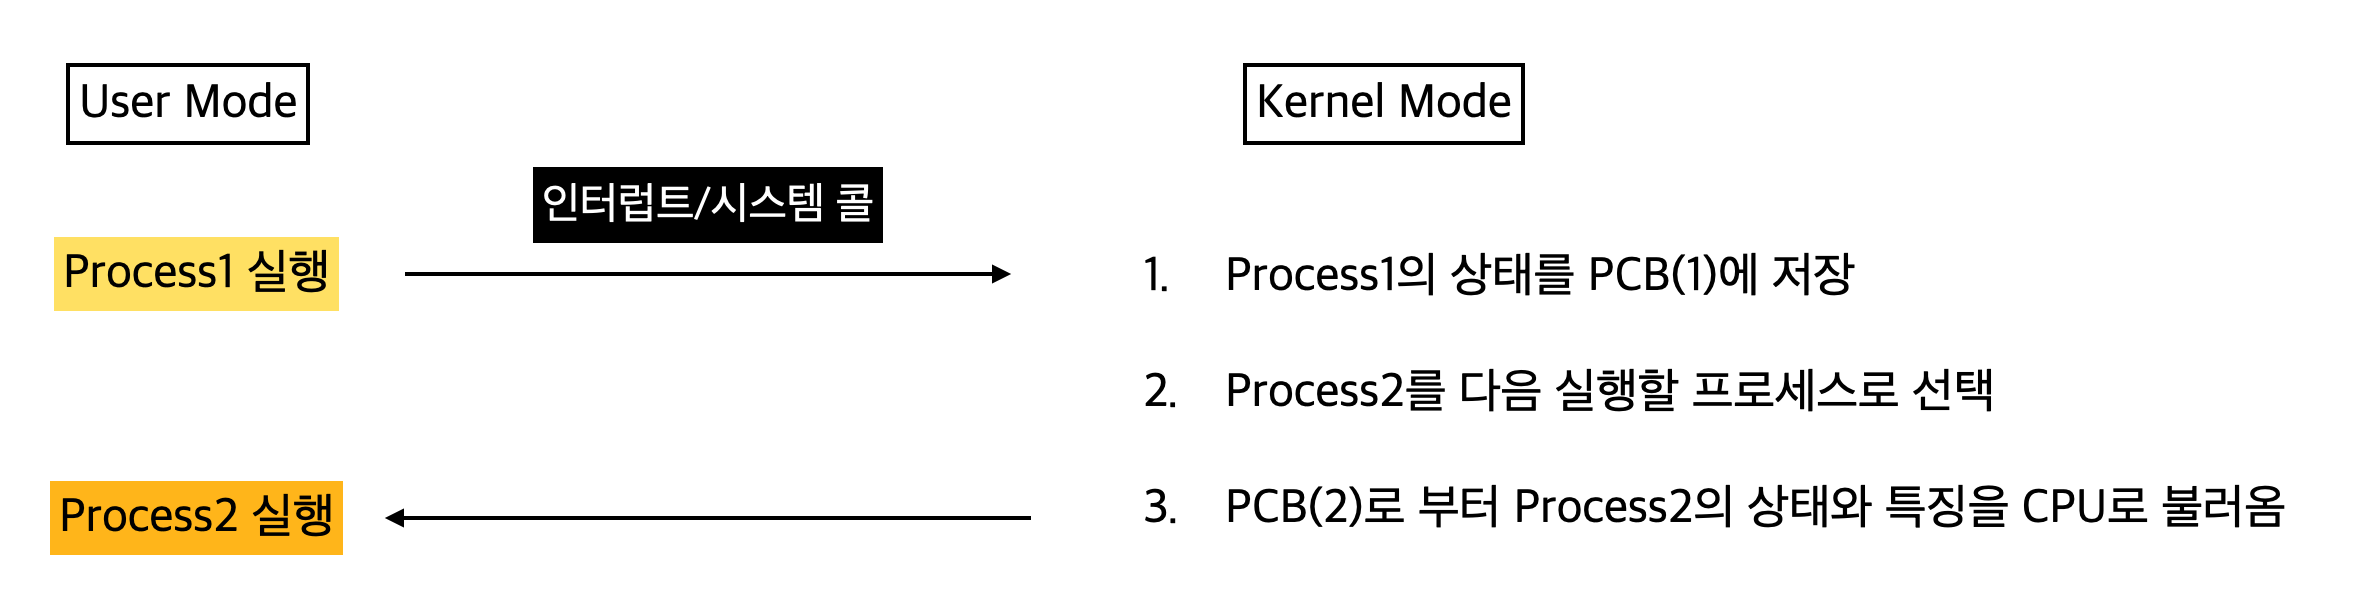 User Mode
Kernel Mode
인터럽트/시스템 콜
Process1 실행
1. Process1의 상태를 PCB(1)에 저장
2. Process2를 다음 실행할 프로세스로 선택
Process2 실행
3. PCB(2)로 부터 Process2의 상태와 특징을 CPU로 불러옴